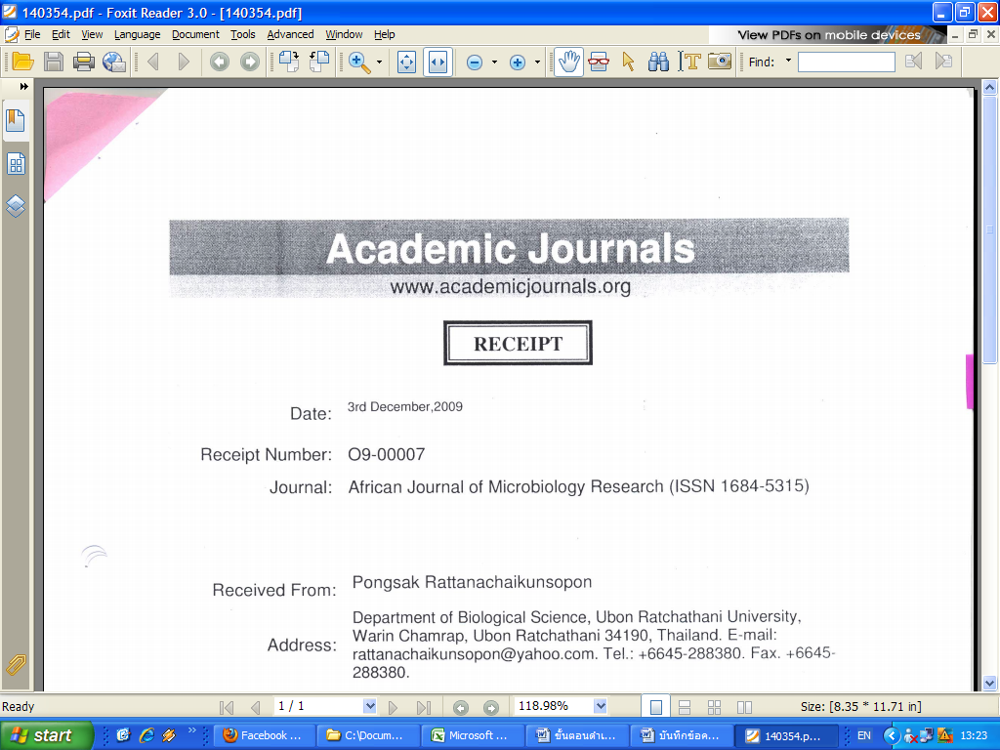 140354.pdf - Foxit Reader 3.0 - [140354.pdf]
File Edit View Language Document Tools Advanced Window Help
View PDFs on mobile devices
Find:
Academic Journals
www.academicjournals.org
RECEIPT
Date: 3rd December,2009
Receipt Number: O9-00007
Journal: African Journal of Microbiology Research (ISSN 1684-5315)
Received From: Pongsak Rattanachaikunsopon
Address: Department of Biological Science, Ubon Ratchathani University,
Warin Chamrap, Ubon Ratchathani 34190, Thailand. E-mail:
rattanachaikunsopon@yahoo.com. Tel.: +6645-288380. Fax. +6645-
288380.
Ready 1 / 1 118.98% Size: [8.35 * 11.71 in]
start Facebook ... C:\Docum... Microsoft ... ขั้นตอนดำเ... บันทึกข้อค... 140354.p... EN 13:23